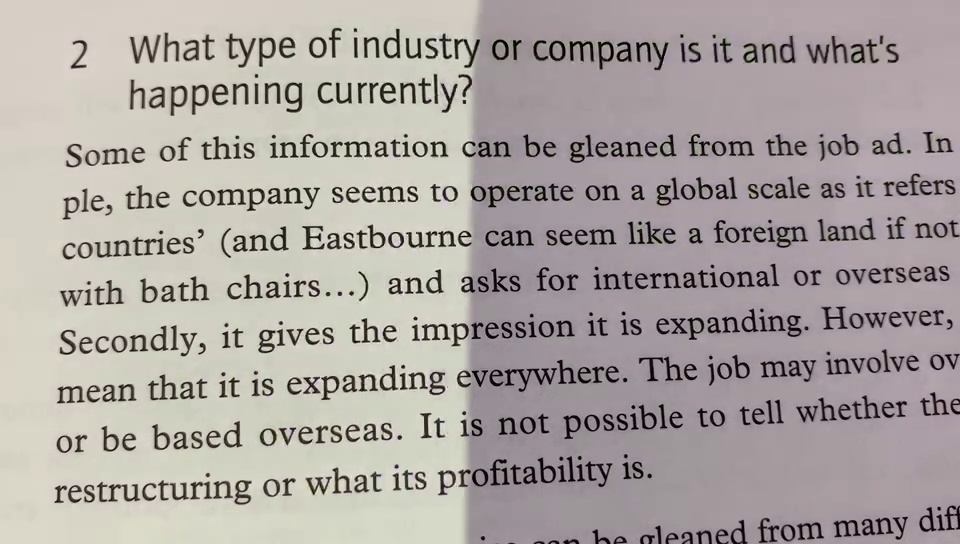 2 What type of industry or company is it and what's
happening currently?
Some of this information can be gleaned from the job ad. In
ple, the company seems to operate on a global scale as it refers
countries’ (and Eastbourne can seem like a foreign land if not
with bath chairs...) and asks for international or overseas
Secondly, it gives the impression it is expanding. However,
mean that it is expanding everywhere. The job may involve ov
or be based overseas. It is not possible to tell whether the
restructuring or what its profitability is.
can be gleaned from many diff